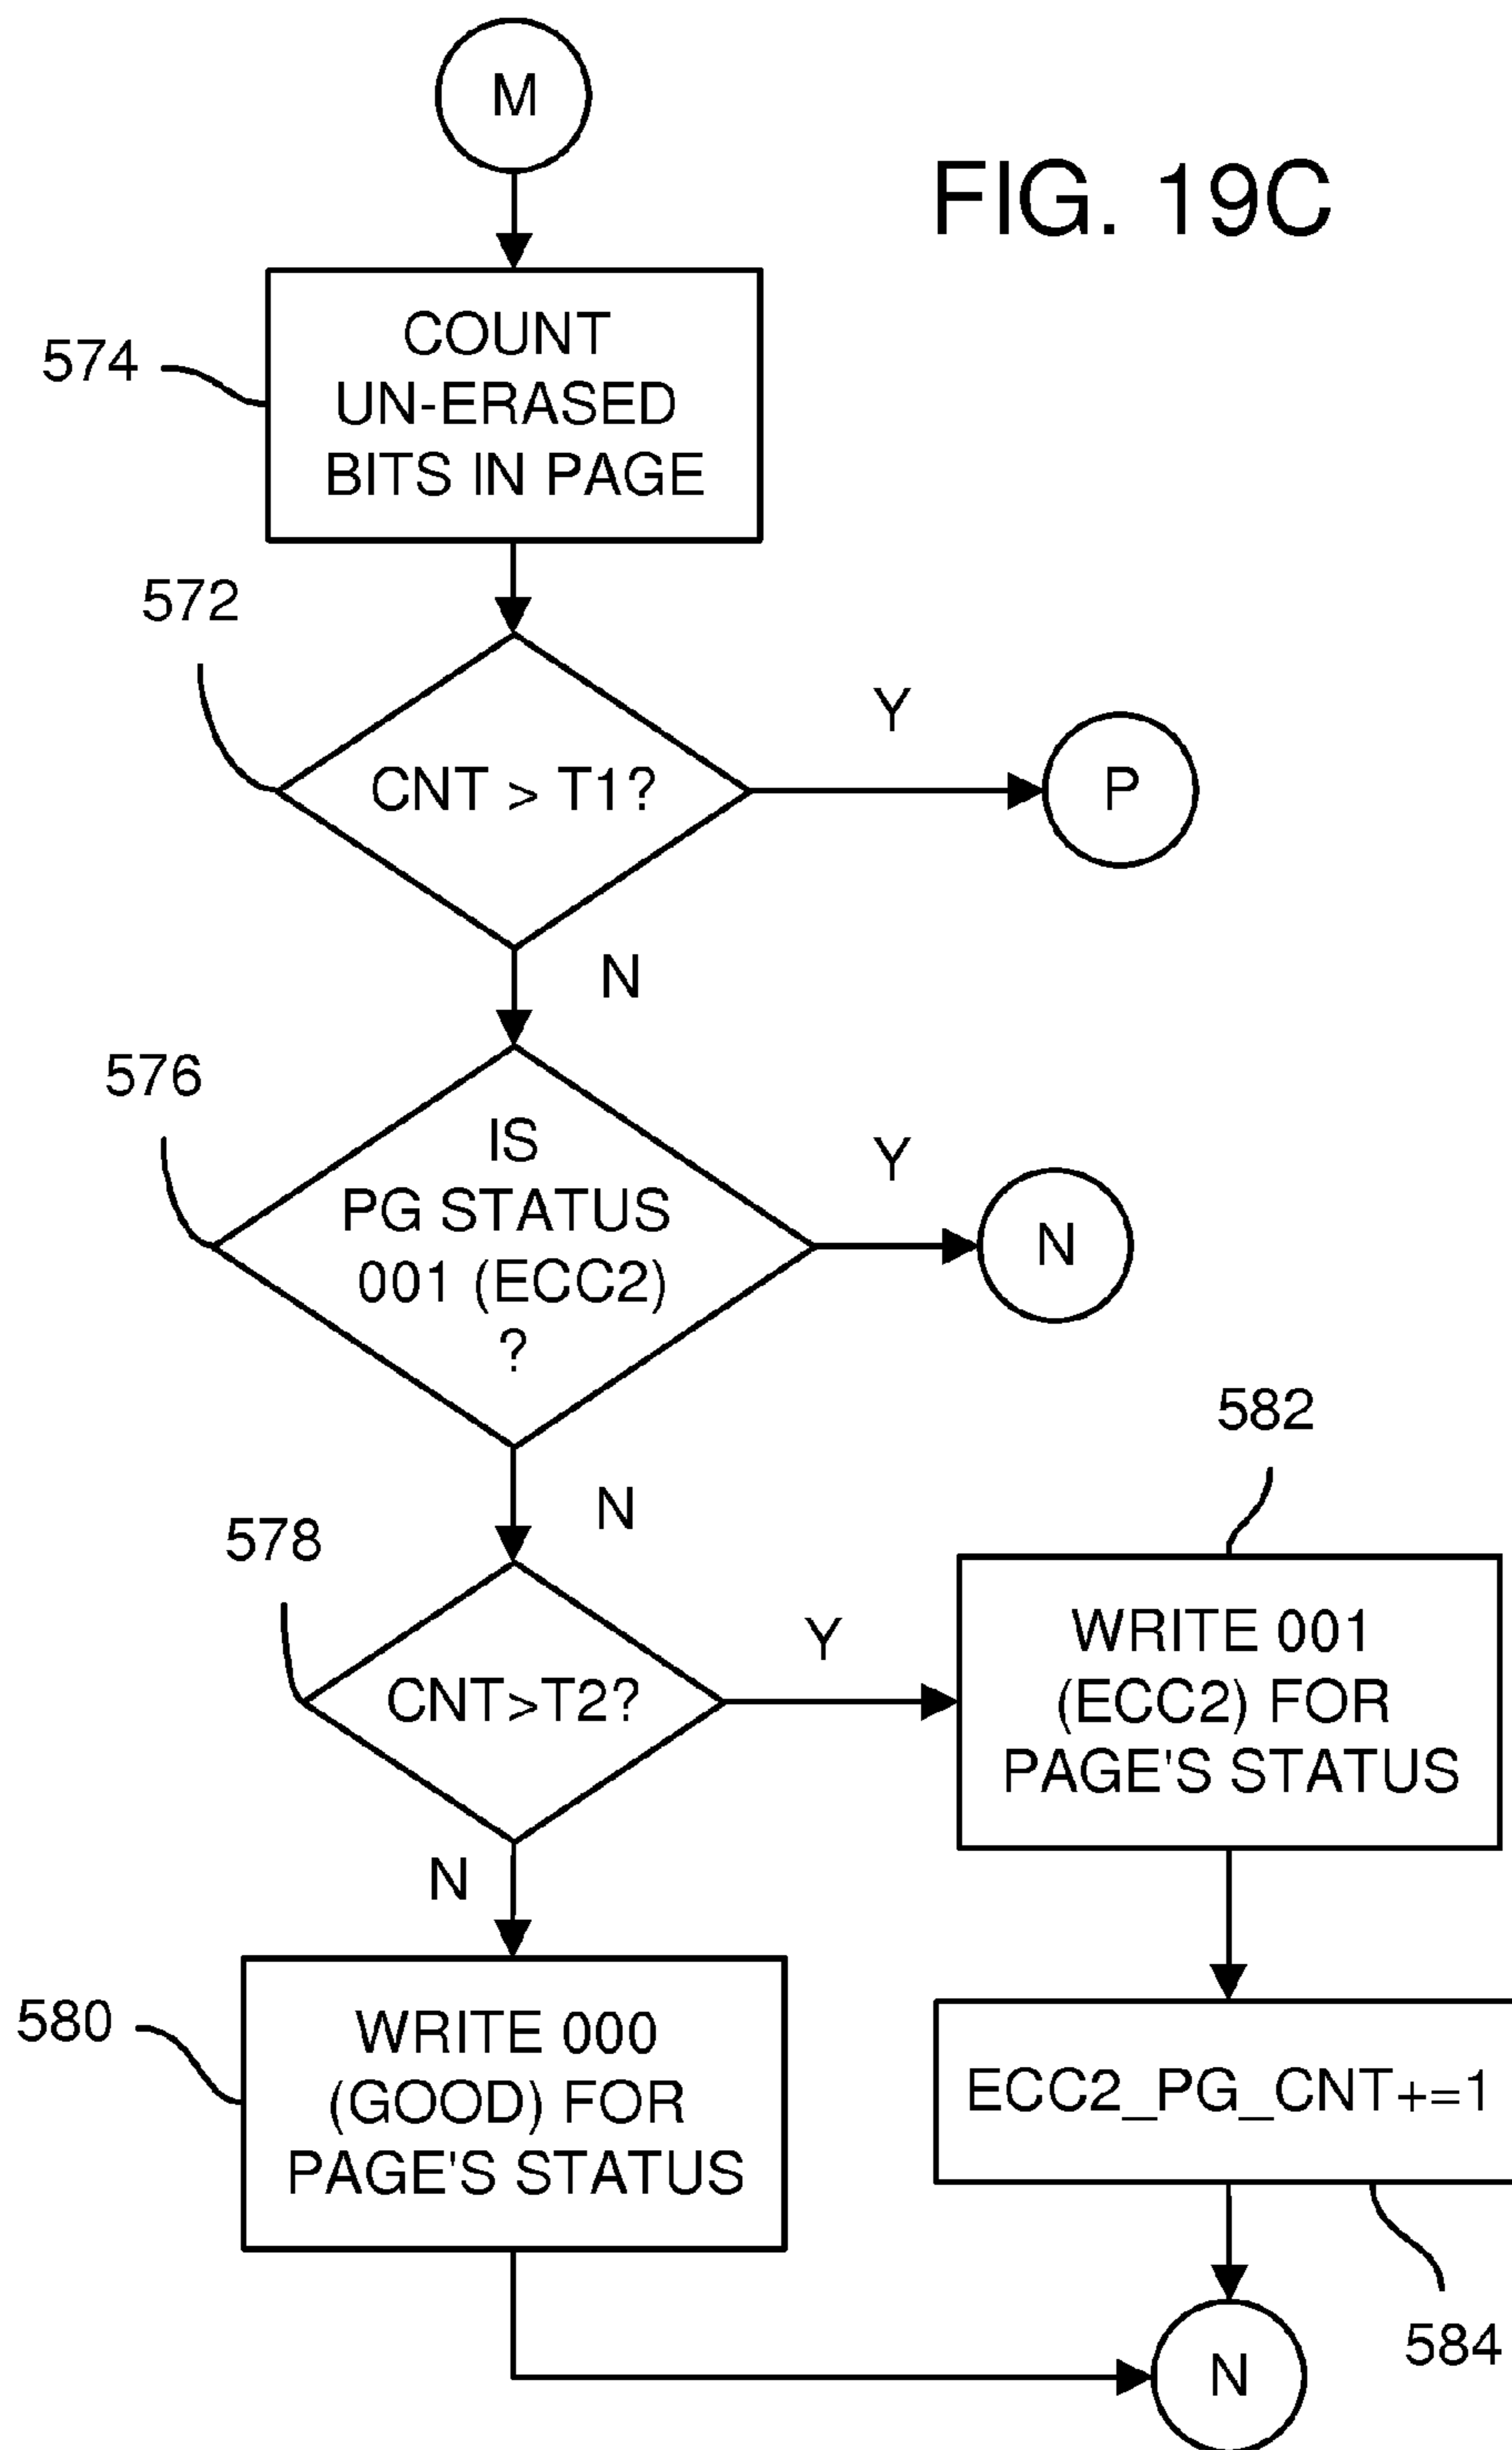 M
FIG. 19C
574
COUNT
UN-ERASED
BITS IN PAGE
572
CNT > T1?
Y
P
N
576
IS
PG STATUS
001 (ECC2)
?
Y
N
N
578
CNT>T2?
Y
582
WRITE 001
(ECC2) FOR
PAGE'S STATUS
N
580
WRITE 000
(GOOD) FOR
PAGE'S STATUS
ECC2_PG_CNT+=1
584
N